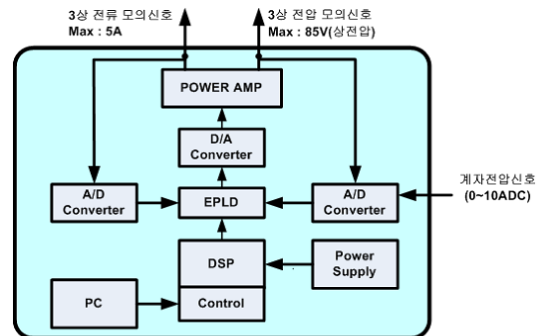 3상 전류 모의신호
Max : 5A
3상 전압 모의신호
Max : 85V(상전압)
POWER AMP
D/A
Converter
A/D
Converter
EPLD
A/D
Converter
계자전압신호
(0~10ADC)
DSP
Power
Supply
PC
Control